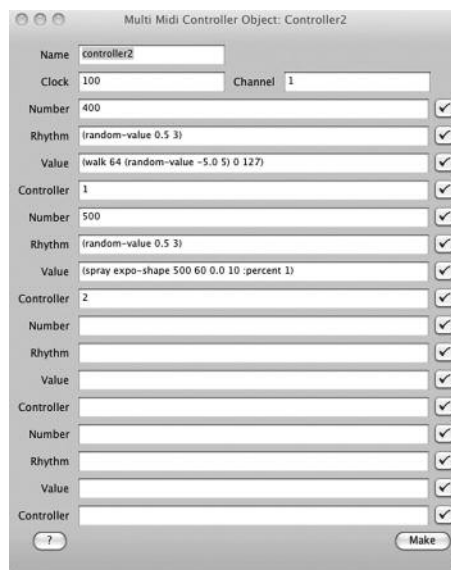 Multi Midi Controller Object: Controller2
Name controller2
Clock 100 Channel 1
Number 400
Rhythm (random-value 0.5 3)
Value (walk 64 (random-value -5.0 5) 0 127)
Controller 1
Number 500
Rhythm (random-value 0.5 3)
Value (spray expo-shape 500 60 0.0 10 :percent 1)
Controller 2
Number
Rhythm
Value
Controller
Number
Rhythm
Value
Controller
? Make